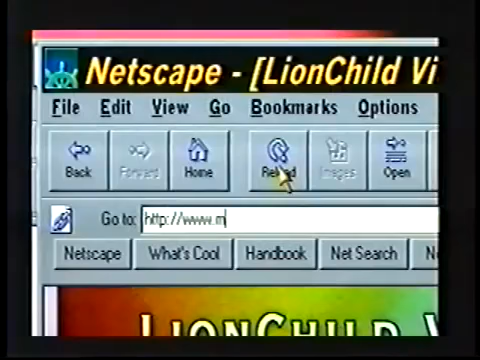 Netscape - [LionChild Vi
File Edit View Go Bookmarks Options
Back Forward Home Reload Images Open
Go to: http://www.m
Netscape What's Cool Handbook Net Search
LIONCHILD V